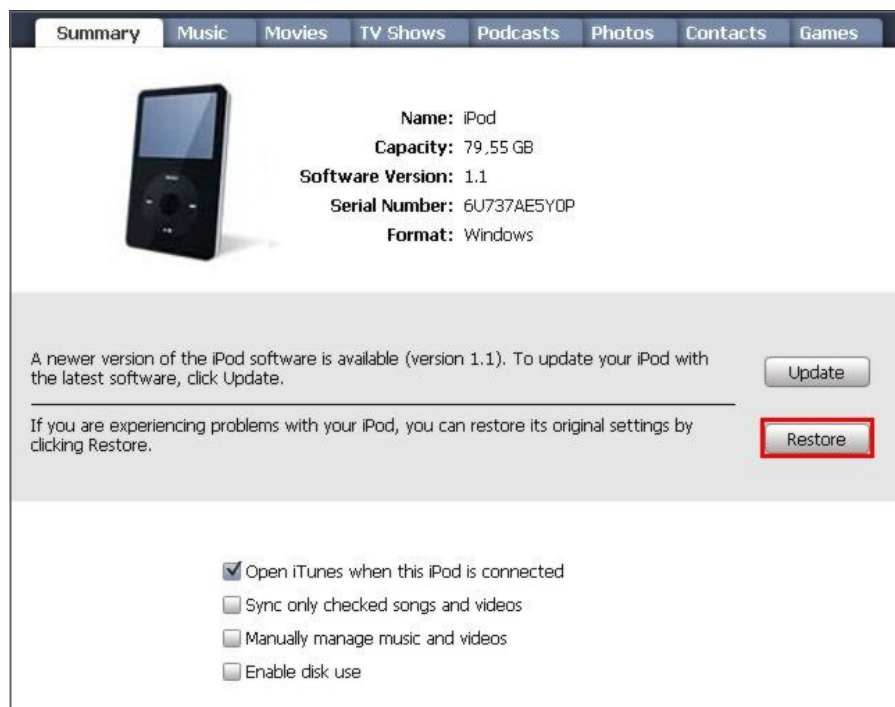 Summary Music Movies TV Shows Podcasts Photos Contacts Games
Name: iPod
Capacity: 79,55 GB
Software Version: 1.1
Serial Number: 6U737AE5Y0P
Format: Windows
A newer version of the iPod software is available (version 1.1). To update your iPod with
the latest software, click Update.
Update
If you are experiencing problems with your iPod, you can restore its original settings by
clicking Restore.
Restore
Open iTunes when this iPod is connected
Sync only checked songs and videos
Manually manage music and videos
Enable disk use